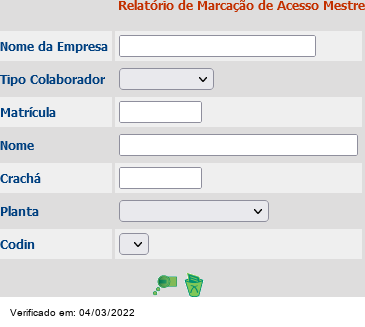 Relatório de Marcação de Acesso Mestre
Nome da Empresa
Tipo Colaborador
Matrícula
Nome
Crachá
Planta
Codin
Verificado em: 04/03/2022